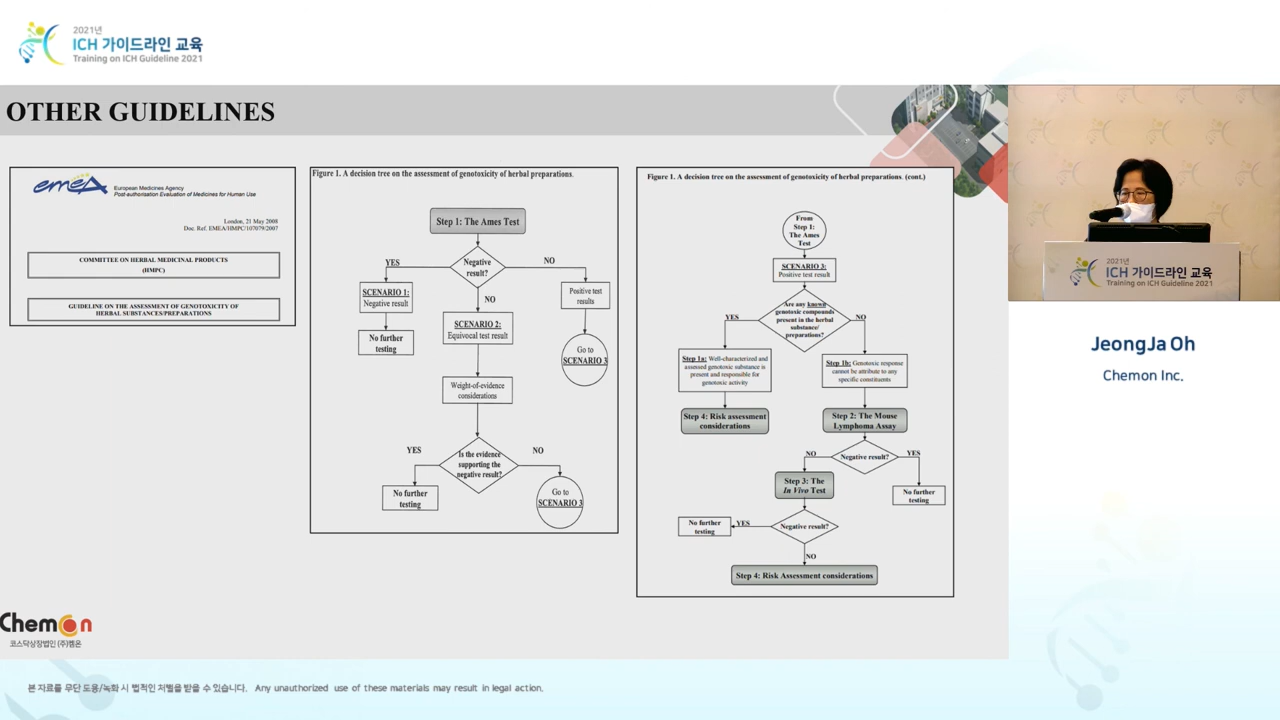 2021년
ICH 가이드라인 교육
Training on ICH Guideline 2021
OTHER GUIDELINES
emeA
European Medicines Agency
Post-authorisation Evaluation of Medicines for Human Use
London, 21 May 2008
Doc. Ref. EMEA/HMPC/107079/2007
COMMITTEE ON HERBAL MEDICINAL PRODUCTS
(HMPC)
GUIDELINE ON THE ASSESSMENT OF GENOTOXICITY OF
HERBAL SUBSTANCES/PREPARATIONS
Figure 1. A decision tree on the assessment of genotoxicity of herbal preparations.
Step 1: The Ames Test
Negative
result?
YES
NO
NO
SCENARIO 1:
Negative result
No further
testing
SCENARIO 2:
Equivocal test result
Positive test
results
Go to
SCENARIO 3
Weight-of-evidence
considerations
Is the evidence
supporting the
negative result?
YES
NO
No further
testing
Go to
SCENARIO 3
Figure 1. A decision tree on the assessment of genotoxicity of herbal preparations. (cont.)
From
Step 1:
The Ames
Test
SCENARIO 3:
Positive test result
Are any known
genotoxic compounds
present in the herbal
substance/
preparations?
YES
NO
Step 1a: Well-characterized and
assessed genotoxic substance is
present and responsible for
genotoxic activity
Step 1b: Genotoxic response
cannot be attribute to any
specific constituents
Step 4: Risk assessment
considerations
Step 2: The Mouse
Lymphoma Assay
Negative result?
NO
YES
Step 3: The
In Vivo Test
No further
testing
Negative result?
YES
No further
testing
NO
Step 4: Risk Assessment considerations
2021년
ICH 가이드라인 교육
Training on ICH Guideline 2021
JeongJa Oh
Chemon Inc.
ChemOn
코스닥상장법인 (주)켐온
본 자료를 무단 도용/녹화 시 법적인 처벌을 받을 수 있습니다. Any unauthorized use of these materials may result in legal action.